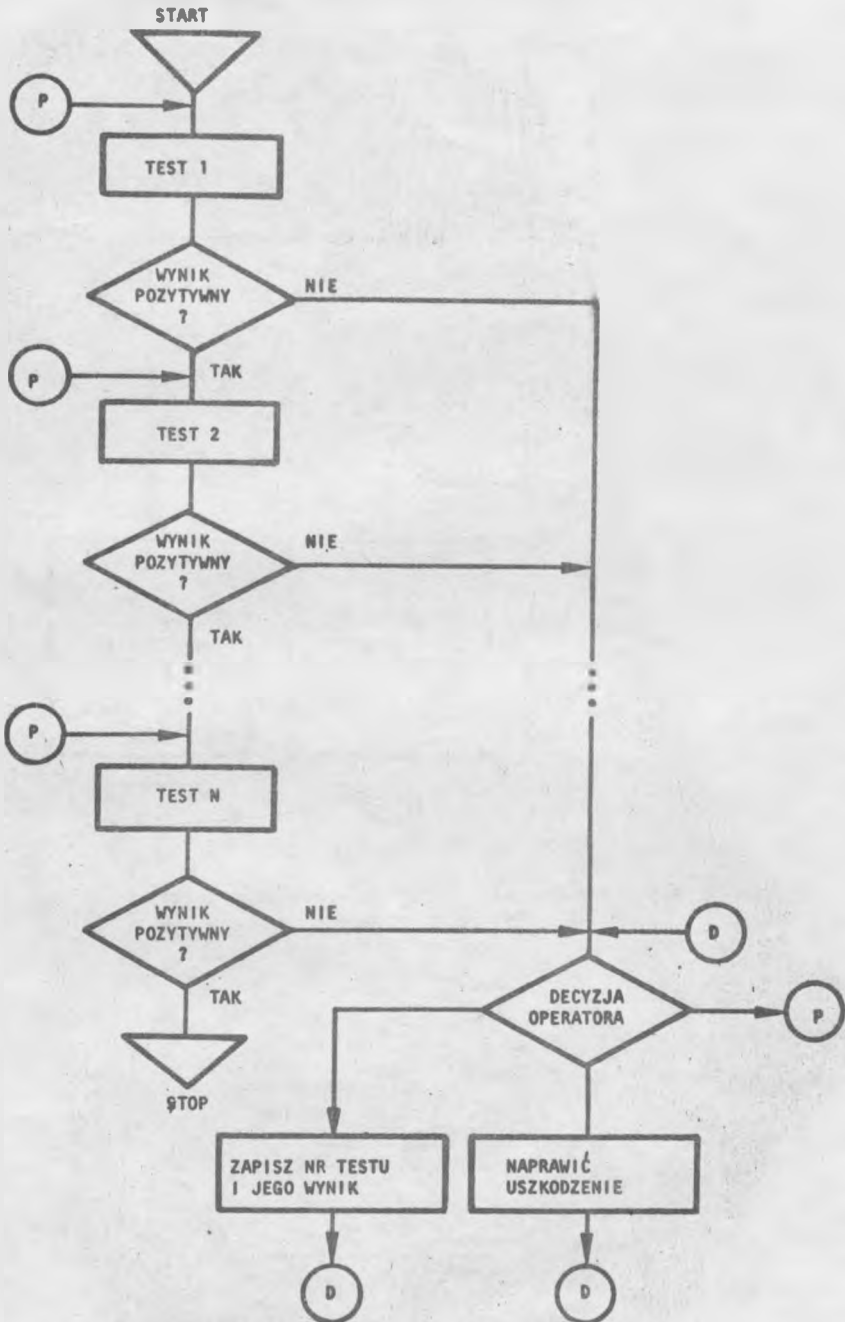 START
P
TEST 1
WYNIK
POZYTYWNY
?
NIE
P
TAK
TEST 2
WYNIK
POZYTYWNY
?
NIE
TAK
P
TEST N
WYNIK
POZYTYWNY
?
NIE
D
TAK
DECYZJA
OPERATORA
P
STOP
ZAPISZ NR TESTU
I JEGO WYNIK
NAPRAWIĆ
USZKODZENIE
D
D